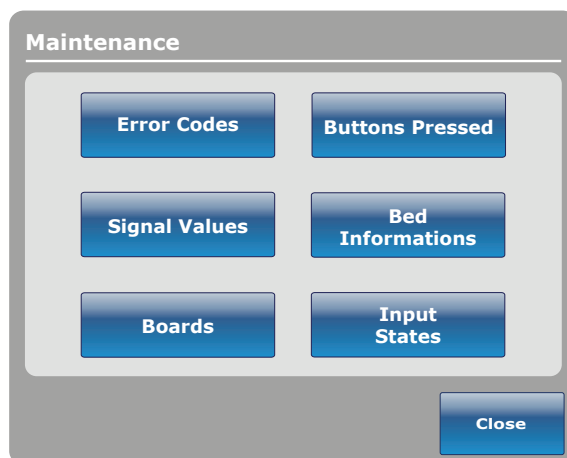 Maintenance
Error Codes
Buttons Pressed
Signal Values
Bed
Informations
Boards
Input
States
Close